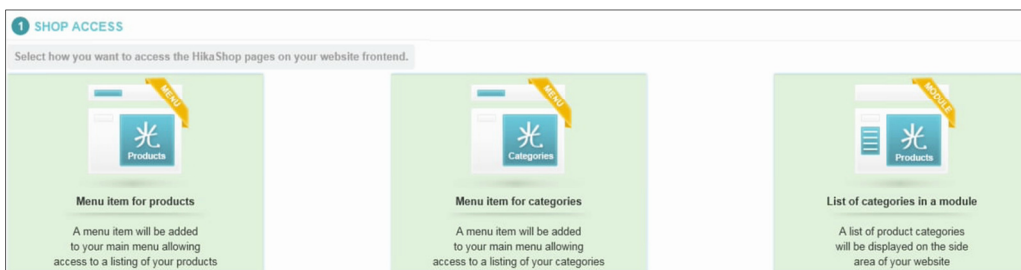 1 SHOP ACCESS
Select how you want to access the HikaShop pages on your website frontend.
MENU
光
Products
Menu item for products
A menu item will be added
to your main menu allowing
access to a listing of your products
MENU
光
Categories
Menu item for categories
A menu item will be added
to your main menu allowing
access to a listing of your categories
MODULE
光
Products
List of categories in a module
A list of product categories
will be displayed on the side
area of your website